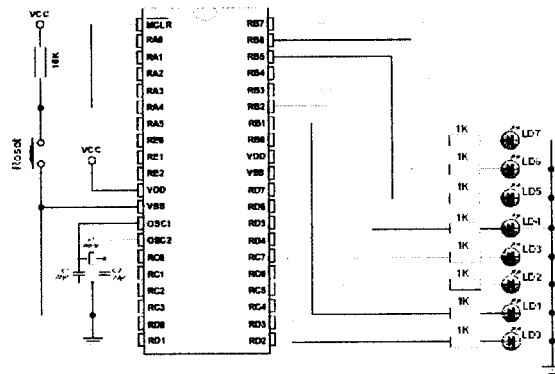 VCC
10K
Reset
VCC
MCLR
RA0
RA1
RA2
RA3
RA4
RA5
RE0
RE1
RE2
VDD
VSS
OSC1
OSC2
RC0
RC1
RC2
RC3
RD0
RD1
RB7
RB6
RB5
RB4
RB3
RB2
RB1
RB0
VDD
VSS
RD7
RD6
RD5
RD4
RC7
RC6
RC5
RC4
RD3
RD2
1K
LD7
1K
LD6
1K
LD5
1K
LD4
1K
LD3
1K
LD2
1K
LD1
1K
LD0